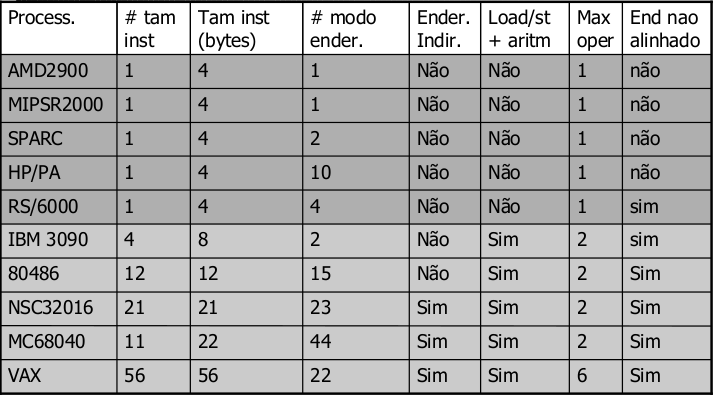 Process. # tam inst Tam inst (bytes) # modo ender. Ender. Indir. Load/st + aritm Max oper End nao alinhado
AMD2900 1 4 1 Não Não 1 não
MIPSR2000 1 4 1 Não Não 1 não
SPARC 1 4 2 Não Não 1 não
HP/PA 1 4 10 Não Não 1 não
RS/6000 1 4 4 Não Não 1 sim
IBM 3090 4 8 2 Não Sim 2 sim
80486 12 12 15 Não Sim 2 Sim
NSC32016 21 21 23 Sim Sim 2 Sim
MC68040 11 22 44 Sim Sim 2 Sim
VAX 56 56 22 Sim Sim 6 Sim